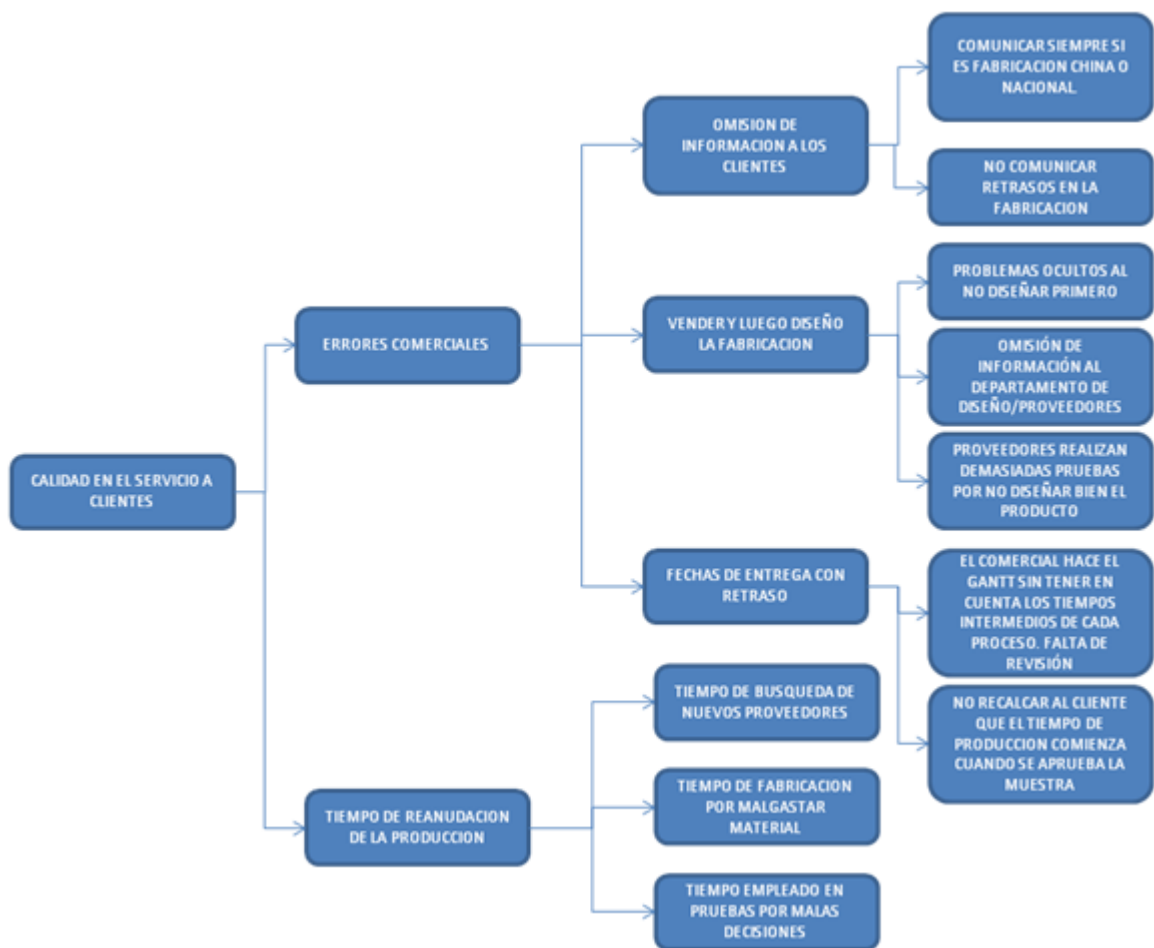 COMUNICAR SIEMPRE SI
ES FABRICACION CHINA O
NACIONAL
OMISION DE
INFORMACION A LOS
CLIENTES
NO COMUNICAR
RETRASOS EN LA
FABRICACION
PROBLEMAS OCULTOS AL
NO DISEÑAR PRIMERO
ERRORES COMERCIALES
VENDER Y LUEGO DISEÑO
LA FABRICACION
OMISIÓN DE
INFORMACIÓN AL
DEPARTAMENTO DE
DISEÑO/PROVEEDORES
CALIDAD EN EL SERVICIO A
CLIENTES
PROVEEDORES REALIZAN
DEMASIADAS PRUEBAS
POR NO DISEÑAR BIEN EL
PRODUCTO
FECHAS DE ENTREGA CON
RETRASO
EL COMERCIAL HACE EL
GANTT SIN TENER EN
CUENTA LOS TIEMPOS
INTERMEDIOS DE CADA
PROCESO. FALTA DE
REVISIÓN
TIEMPO DE BUSQUEDA DE
NUEVOS PROVEEDORES
NO RECALCAR AL CLIENTE
QUE EL TIEMPO DE
PRODUCCION COMIENZA
CUANDO SE APRUEBA LA
MUESTRA
TIEMPO DE REANUDACION
DE LA PRODUCCION
TIEMPO DE FABRICACION
POR MALGASTAR
MATERIAL
TIEMPO EMPLEADO EN
PRUEBAS POR MALAS
DECISIONES